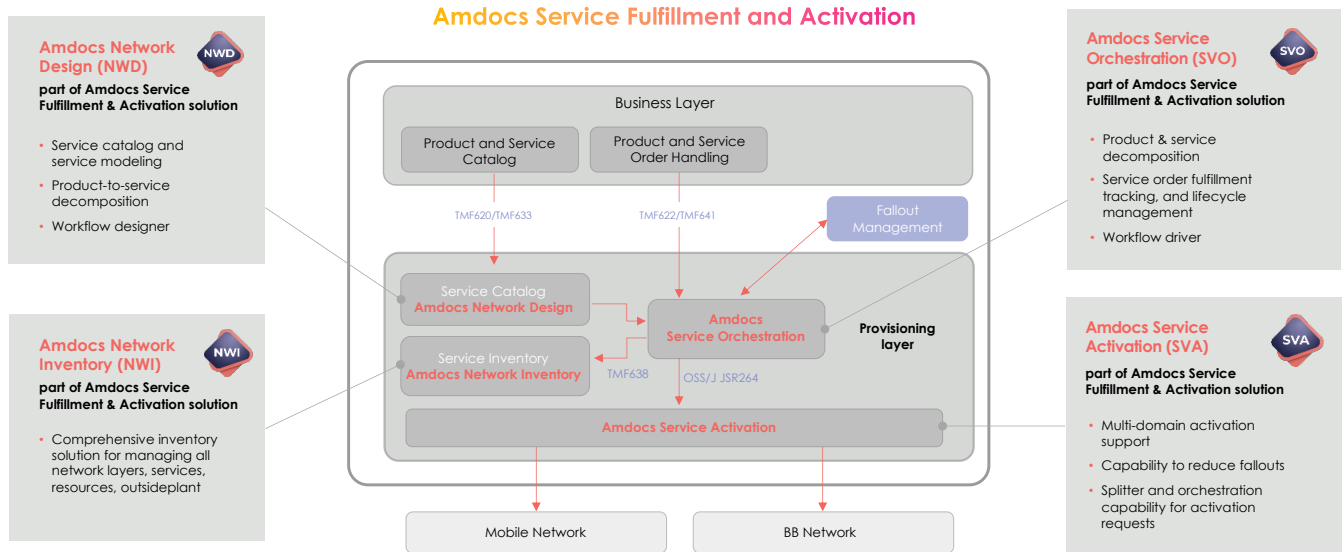 Amdocs Service Fulfillment and Activation
Amdocs Network
Design (NWD)
NWD
part of Amdocs Service
Fulfillment & Activation solution
• Service catalog and
service modeling
• Product-to-service
decomposition
• Workflow designer
Amdocs Network
Inventory (NWI)
NWI
part of Amdocs Service
Fulfillment & Activation solution
• Comprehensive inventory
solution for managing all
network layers, services,
resources, outsideplant
Business Layer
Product and Service
Catalog
Product and Service
Order Handling
TMF620/TMF633
TMF622/TMF641
Fallout
Management
Service Catalog
Amdocs Network Design
Amdocs
Service Orchestration
Provisioning
layer
Service Inventory
Amdocs Network Inventory
TMF638
OSS/J JSR264
Amdocs Service Activation
Mobile Network
BB Network
Amdocs Service
Orchestration (SVO)
SVO
part of Amdocs Service
Fulfillment & Activation solution
• Product & service
decomposition
• Service order fulfillment
tracking, and lifecycle
management
• Workflow driver
Amdocs Service
Activation (SVA)
SVA
part of Amdocs Service
Fulfillment & Activation solution
• Multi-domain activation
support
• Capability to reduce fallouts
• Splitter and orchestration
capability for activation
requests